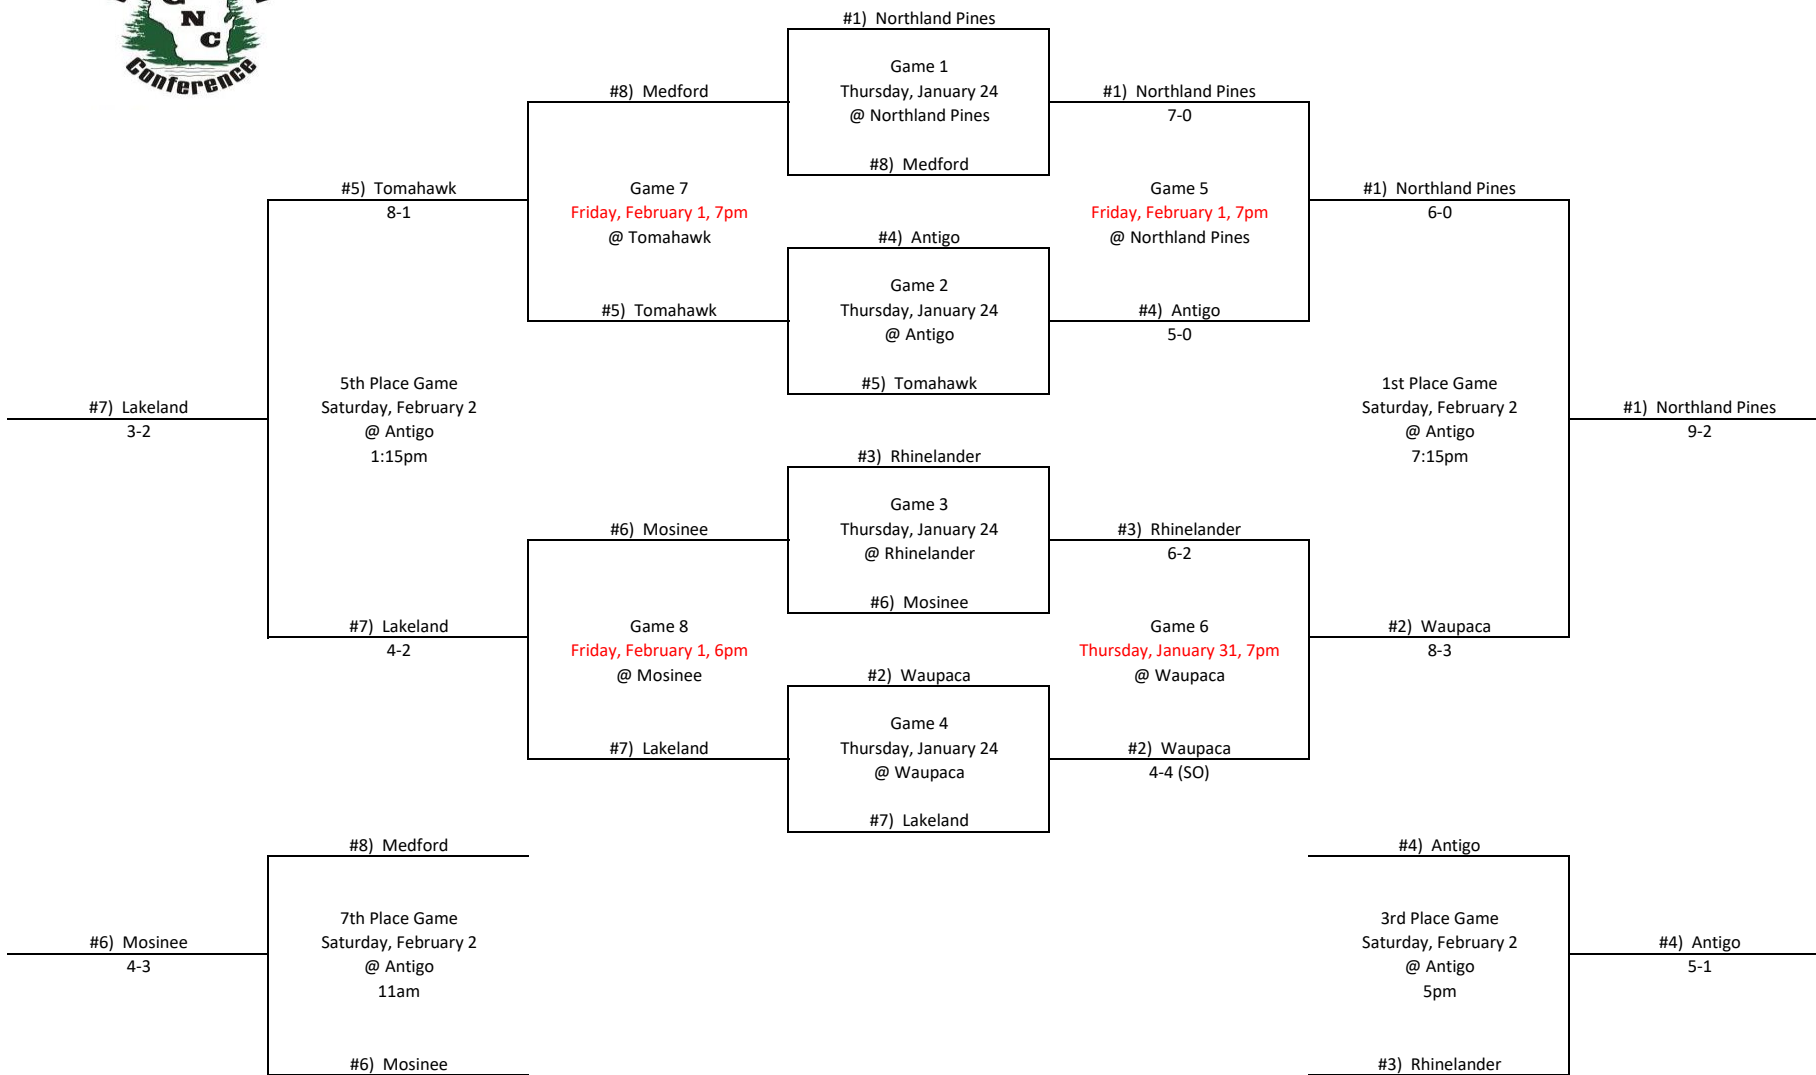 G
N
C
Conference
#1) Northland Pines
Game 1
Thursday, January 24
@ Northland Pines
#8) Medford
#8) Medford
#1) Northland Pines
7-0
#5) Tomahawk
8-1
Game 7
Friday, February 1, 7pm
@ Tomahawk
Game 5
Friday, February 1, 7pm
@ Northland Pines
#1) Northland Pines
6-0
#4) Antigo
Game 2
Thursday, January 24
@ Antigo
#5) Tomahawk
#5) Tomahawk
#4) Antigo
5-0
#7) Lakeland
3-2
5th Place Game
Saturday, February 2
@ Antigo
1:15pm
1st Place Game
Saturday, February 2
@ Antigo
7:15pm
#1) Northland Pines
9-2
#3) Rhinelander
Game 3
Thursday, January 24
@ Rhinelander
#6) Mosinee
#6) Mosinee
#3) Rhinelander
6-2
#7) Lakeland
4-2
Game 8
Friday, February 1, 6pm
@ Mosinee
Game 6
Thursday, January 31, 7pm
@ Waupaca
#2) Waupaca
8-3
#2) Waupaca
Game 4
Thursday, January 24
@ Waupaca
#7) Lakeland
#7) Lakeland
#2) Waupaca
4-4 (SO)
#8) Medford
7th Place Game
Saturday, February 2
@ Antigo
11am
#6) Mosinee
#6) Mosinee
4-3
#4) Antigo
3rd Place Game
Saturday, February 2
@ Antigo
5pm
#3) Rhinelander
#4) Antigo
5-1